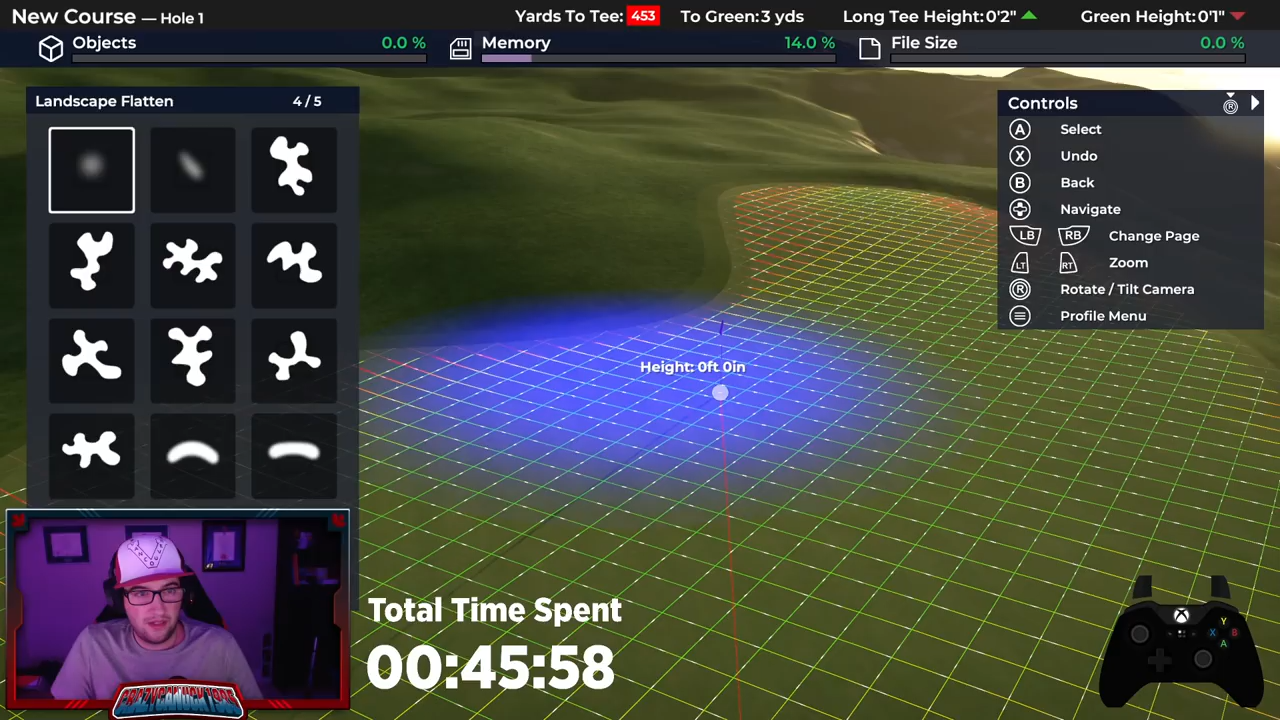 New Course — Hole 1
Yards To Tee: 453 To Green:3 yds Long Tee Height:0'2" Green Height:0'1"
Objects 0.0 % Memory 14.0 % File Size 0.0 %
Landscape Flatten 4 / 5
Controls R
A Select
X Undo
B Back
Navigate
LB RB Change Page
LT RT Zoom
R Rotate / Tilt Camera
Profile Menu
Height: 0ft 0in
Total Time Spent
00:45:58
CRAZYCANUCK1985
Y
X B
A